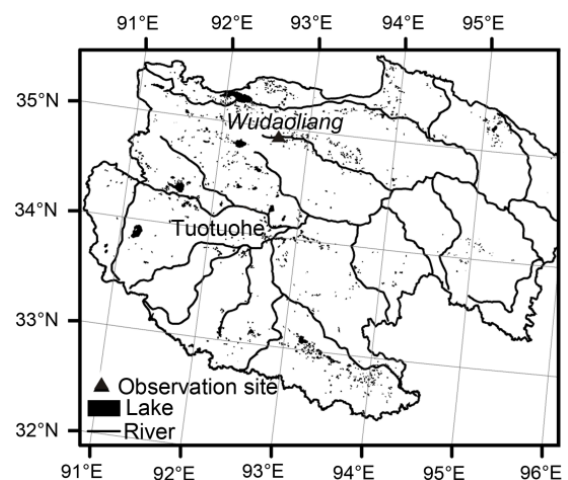 91°E 92°E 93°E 94°E 95°E
35°N
Wudaoliang
34°N
Tuotuohe
33°N
Observation site
Lake
River
32°N
91°E 92°E 93°E 94°E 95°E 96°E